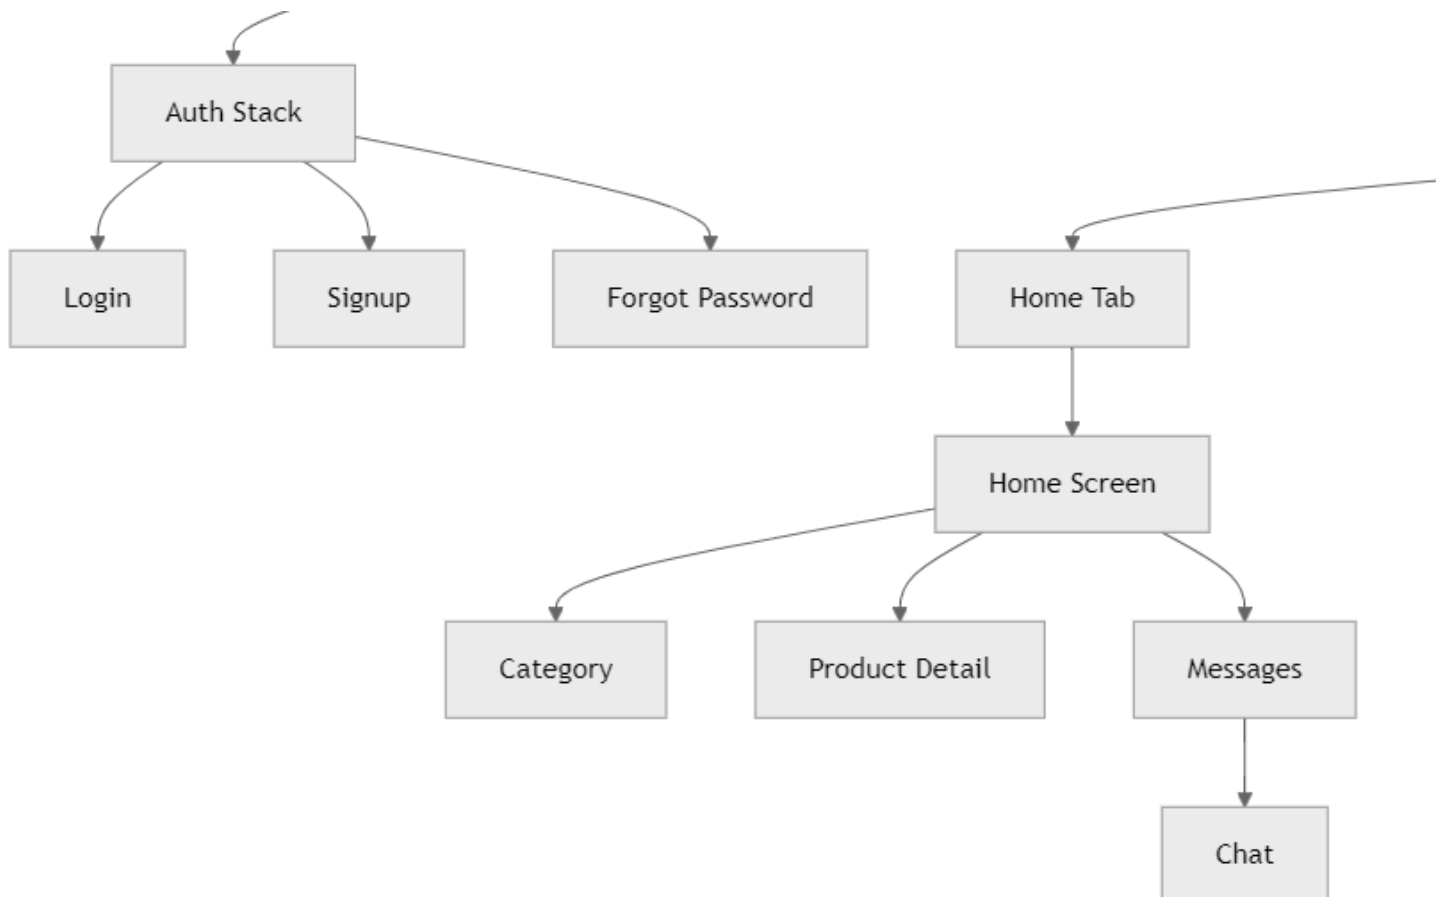 Auth Stack
Login
Signup
Forgot Password
Home Tab
Home Screen
Category
Product Detail
Messages
Chat